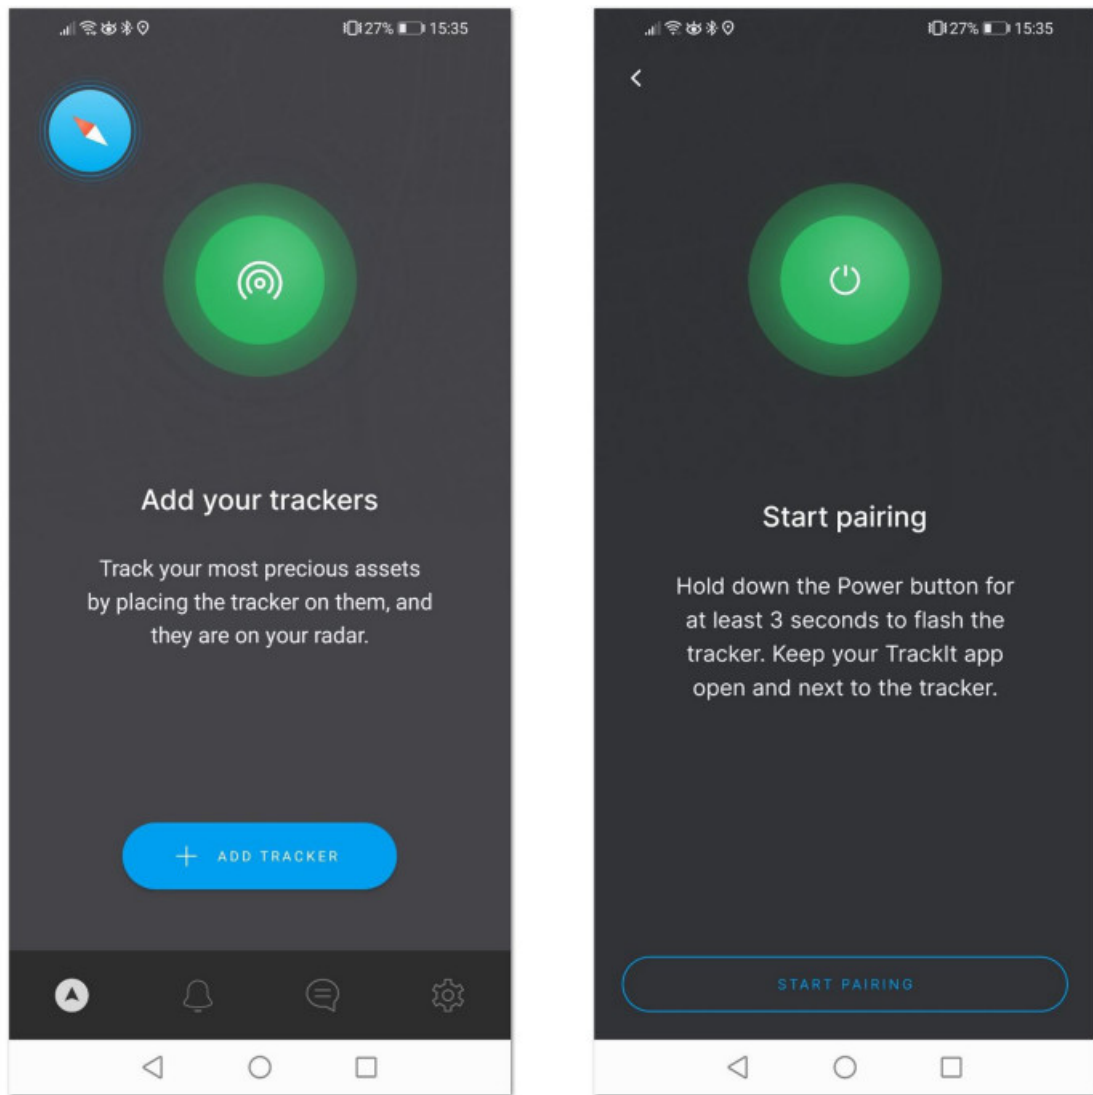 27% 15:35
Add your trackers
Track your most precious assets
by placing the tracker on them, and
they are on your radar.
ADD TRACKER
27% 15:35
Start pairing
Hold down the Power button for
at least 3 seconds to flash the
tracker. Keep your TrackIt app
open and next to the tracker.
START PAIRING